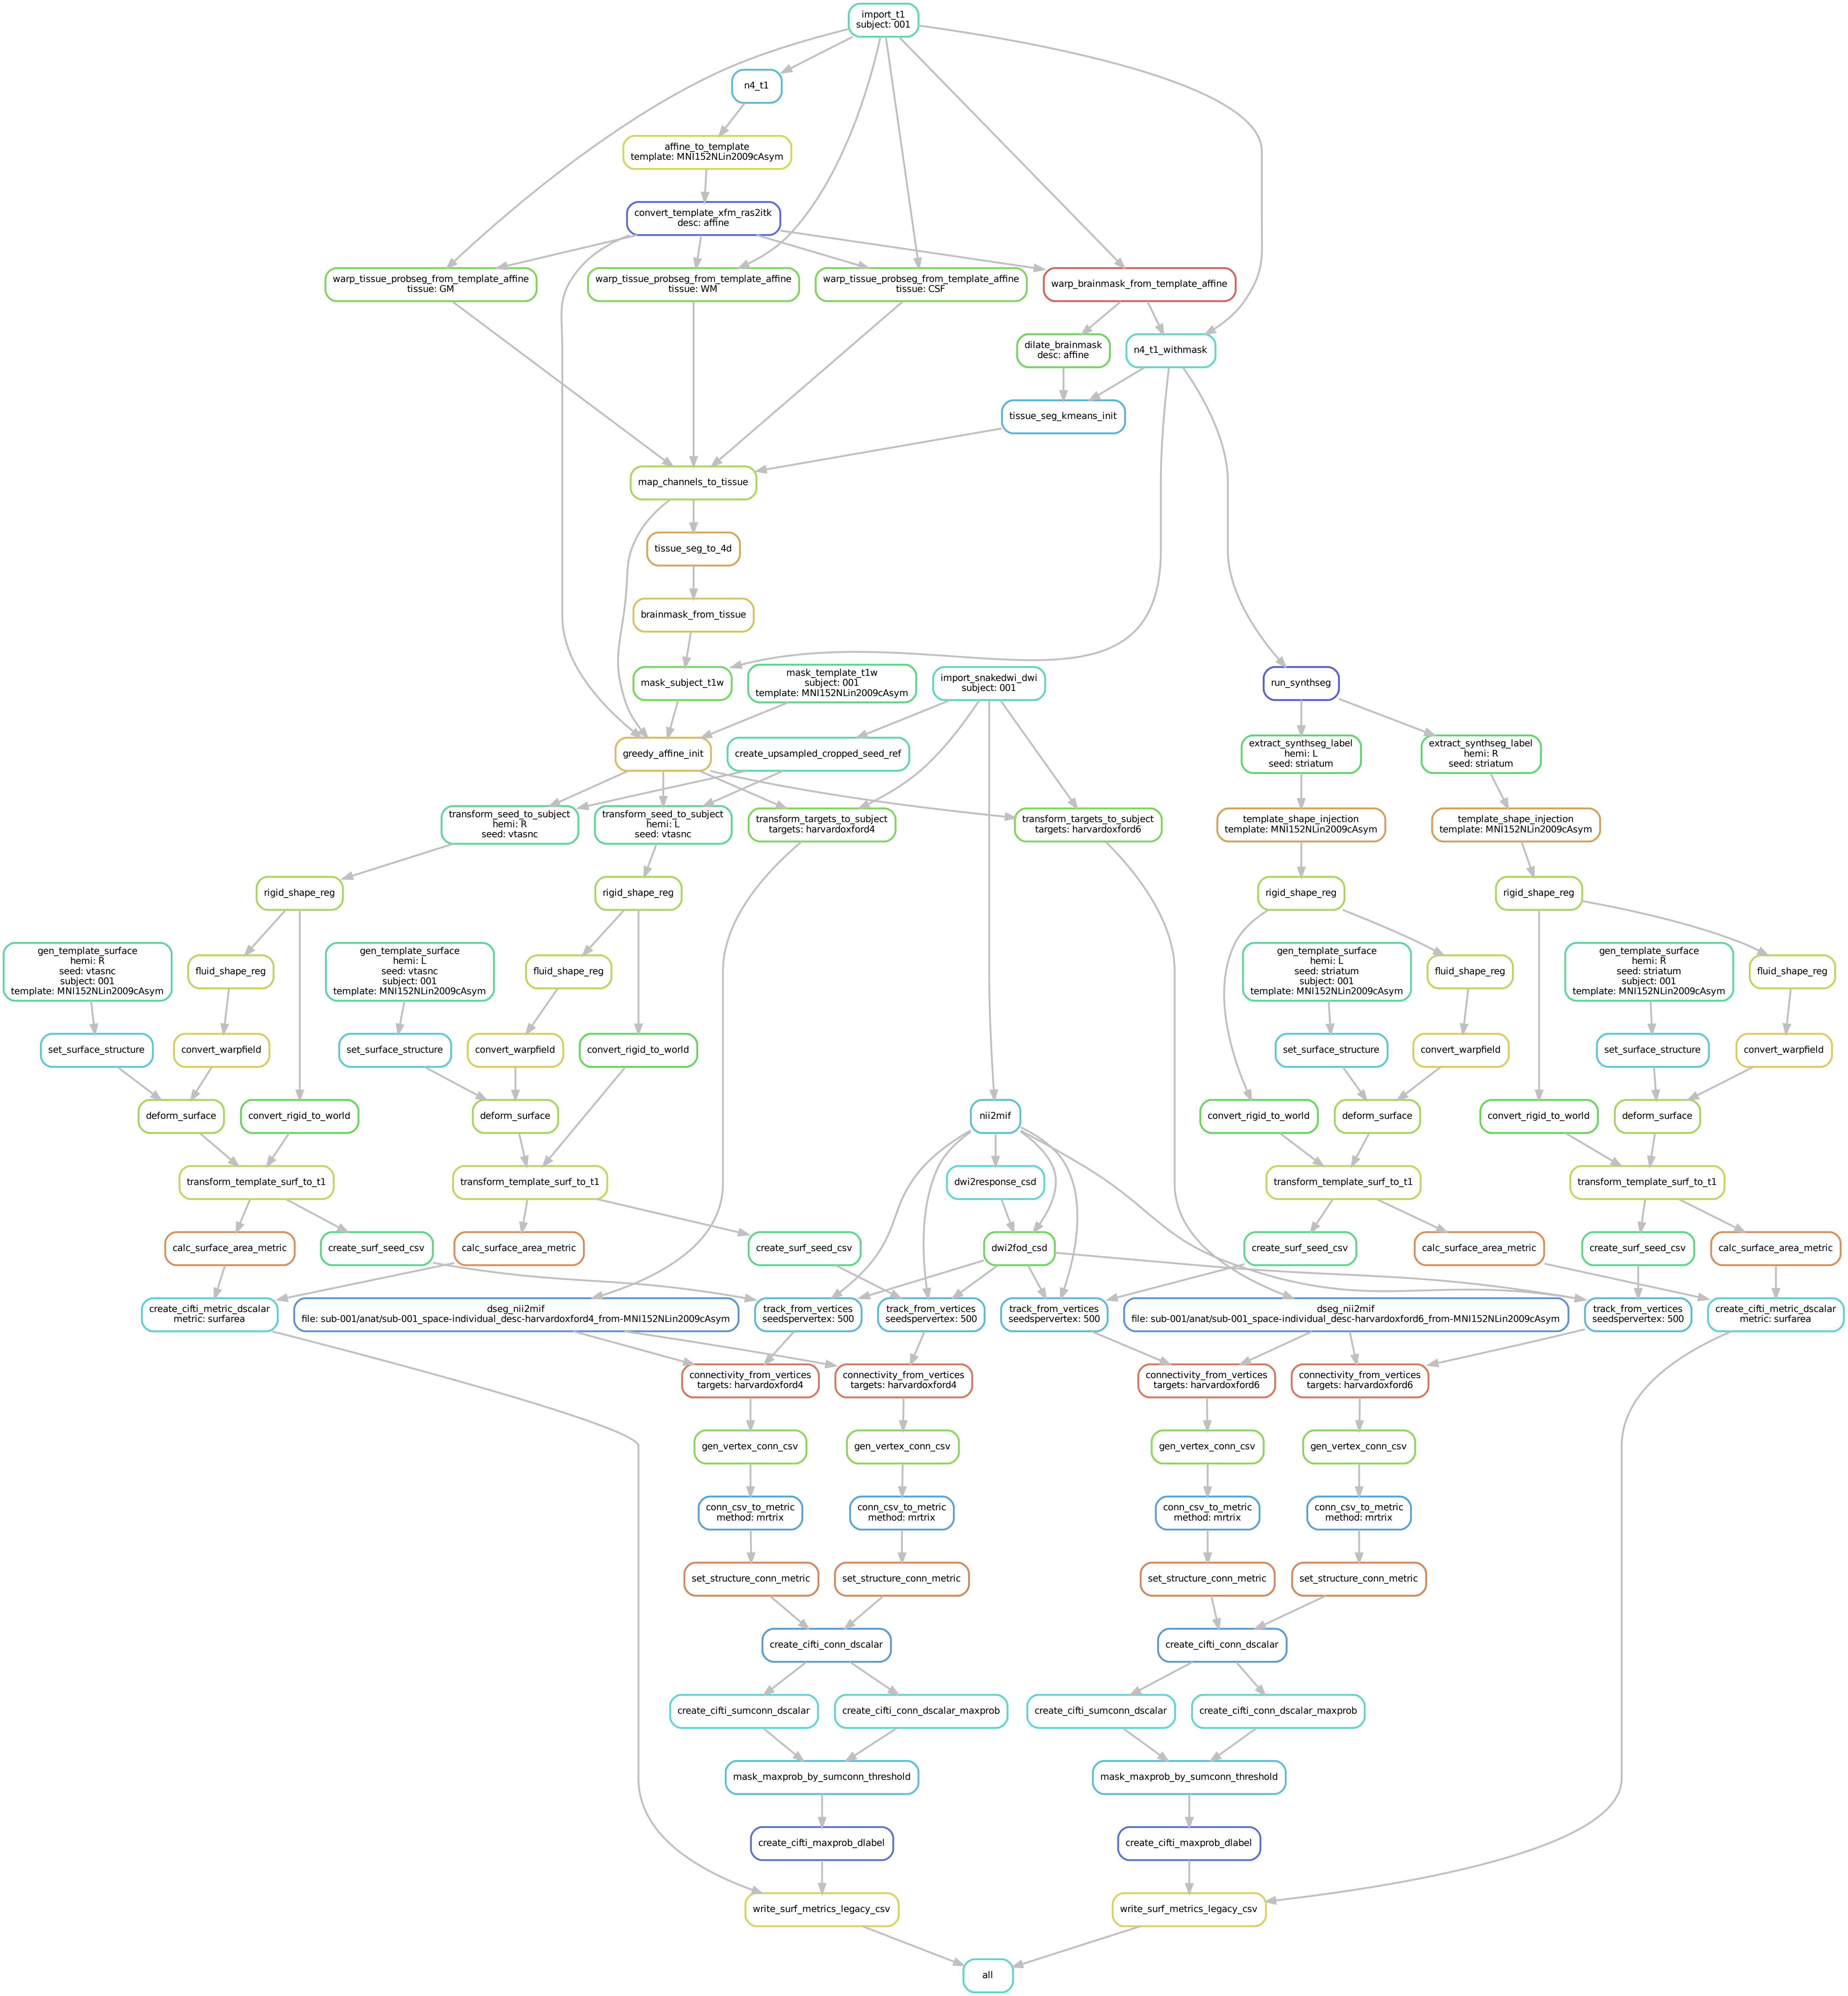 import_t1
subject: 001
n4_t1
affine_to_template
template: MNI152NLin2009cAsym
convert_template_xfm_ras2itk
desc: affine
warp_tissue_probseg_from_template_affine
tissue: GM
warp_tissue_probseg_from_template_affine
tissue: WM
warp_tissue_probseg_from_template_affine
tissue: CSF
warp_brainmask_from_template_affine
dilate_brainmask
desc: affine
n4_t1_withmask
tissue_seg_kmeans_init
map_channels_to_tissue
tissue_seg_to_4d
brainmask_from_tissue
mask_subject_t1w
mask_template_t1w
subject: 001
template: MNI152NLin2009cAsym
import_snakedwi_dwi
subject: 001
run_synthseg
greedy_affine_init
create_upsampled_cropped_seed_ref
extract_synthseg_label
hemi: L
seed: striatum
extract_synthseg_label
hemi: R
seed: striatum
transform_seed_to_subject
hemi: R
seed: vtasnc
transform_seed_to_subject
hemi: L
seed: vtasnc
transform_targets_to_subject
targets: harvardoxford4
transform_targets_to_subject
targets: harvardoxford6
template_shape_injection
template: MNI152NLin2009cAsym
template_shape_injection
template: MNI152NLin2009cAsym
rigid_shape_reg
rigid_shape_reg
rigid_shape_reg
rigid_shape_reg
gen_template_surface
hemi: R
seed: vtasnc
subject: 001
template: MNI152NLin2009cAsym
fluid_shape_reg
gen_template_surface
hemi: L
seed: vtasnc
subject: 001
template: MNI152NLin2009cAsym
fluid_shape_reg
gen_template_surface
hemi: L
seed: striatum
subject: 001
template: MNI152NLin2009cAsym
fluid_shape_reg
gen_template_surface
hemi: R
seed: striatum
subject: 001
template: MNI152NLin2009cAsym
fluid_shape_reg
set_surface_structure
convert_warpfield
set_surface_structure
convert_warpfield
convert_rigid_to_world
set_surface_structure
convert_warpfield
set_surface_structure
convert_warpfield
deform_surface
convert_rigid_to_world
deform_surface
nii2mif
convert_rigid_to_world
deform_surface
convert_rigid_to_world
deform_surface
transform_template_surf_to_t1
transform_template_surf_to_t1
dwi2response_csd
transform_template_surf_to_t1
transform_template_surf_to_t1
calc_surface_area_metric
create_surf_seed_csv
calc_surface_area_metric
create_surf_seed_csv
dwi2fod_csd
create_surf_seed_csv
calc_surface_area_metric
create_surf_seed_csv
calc_surface_area_metric
create_cifti_metric_dscalar
metric: surfarea
dseg_nii2mif
file: sub-001/anat/sub-001_space-individual_desc-harvardoxford4_from-MNI152NLin2009cAsym
track_from_vertices
seedspervertex: 500
track_from_vertices
seedspervertex: 500
track_from_vertices
seedspervertex: 500
dseg_nii2mif
file: sub-001/anat/sub-001_space-individual_desc-harvardoxford6_from-MNI152NLin2009cAsym
track_from_vertices
seedspervertex: 500
create_cifti_metric_dscalar
metric: surfarea
connectivity_from_vertices
targets: harvardoxford4
connectivity_from_vertices
targets: harvardoxford4
connectivity_from_vertices
targets: harvardoxford6
connectivity_from_vertices
targets: harvardoxford6
gen_vertex_conn_csv
gen_vertex_conn_csv
gen_vertex_conn_csv
gen_vertex_conn_csv
conn_csv_to_metric
method: mrtrix
conn_csv_to_metric
method: mrtrix
conn_csv_to_metric
method: mrtrix
conn_csv_to_metric
method: mrtrix
set_structure_conn_metric
set_structure_conn_metric
set_structure_conn_metric
set_structure_conn_metric
create_cifti_conn_dscalar
create_cifti_conn_dscalar
create_cifti_sumconn_dscalar
create_cifti_conn_dscalar_maxprob
create_cifti_sumconn_dscalar
create_cifti_conn_dscalar_maxprob
mask_maxprob_by_sumconn_threshold
mask_maxprob_by_sumconn_threshold
create_cifti_maxprob_dlabel
create_cifti_maxprob_dlabel
write_surf_metrics_legacy_csv
write_surf_metrics_legacy_csv
all